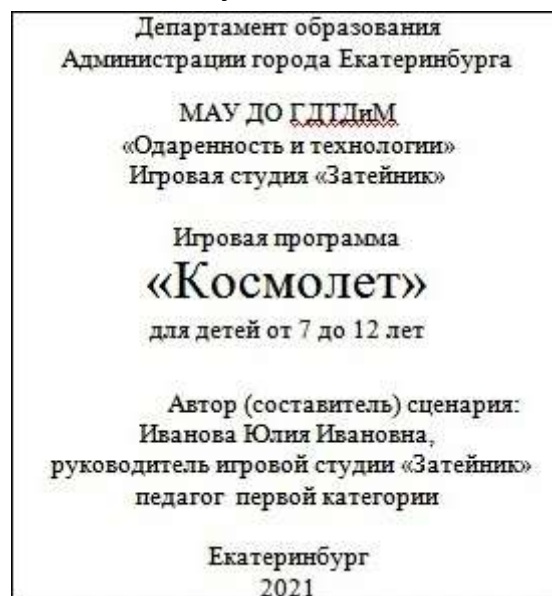 Департамент образования
Администрации города Екатеринбурга
МАУ ДО ГДТДиМ
«Одаренность и технологии»
Игровая студия «Затейник»
Игровая программа
«Космолет»
для детей от 7 до 12 лет
Автор (составитель) сценария:
Иванова Юлия Ивановна,
руководитель игровой студии «Затейник»
педагог первой категории
Екатеринбург
2021